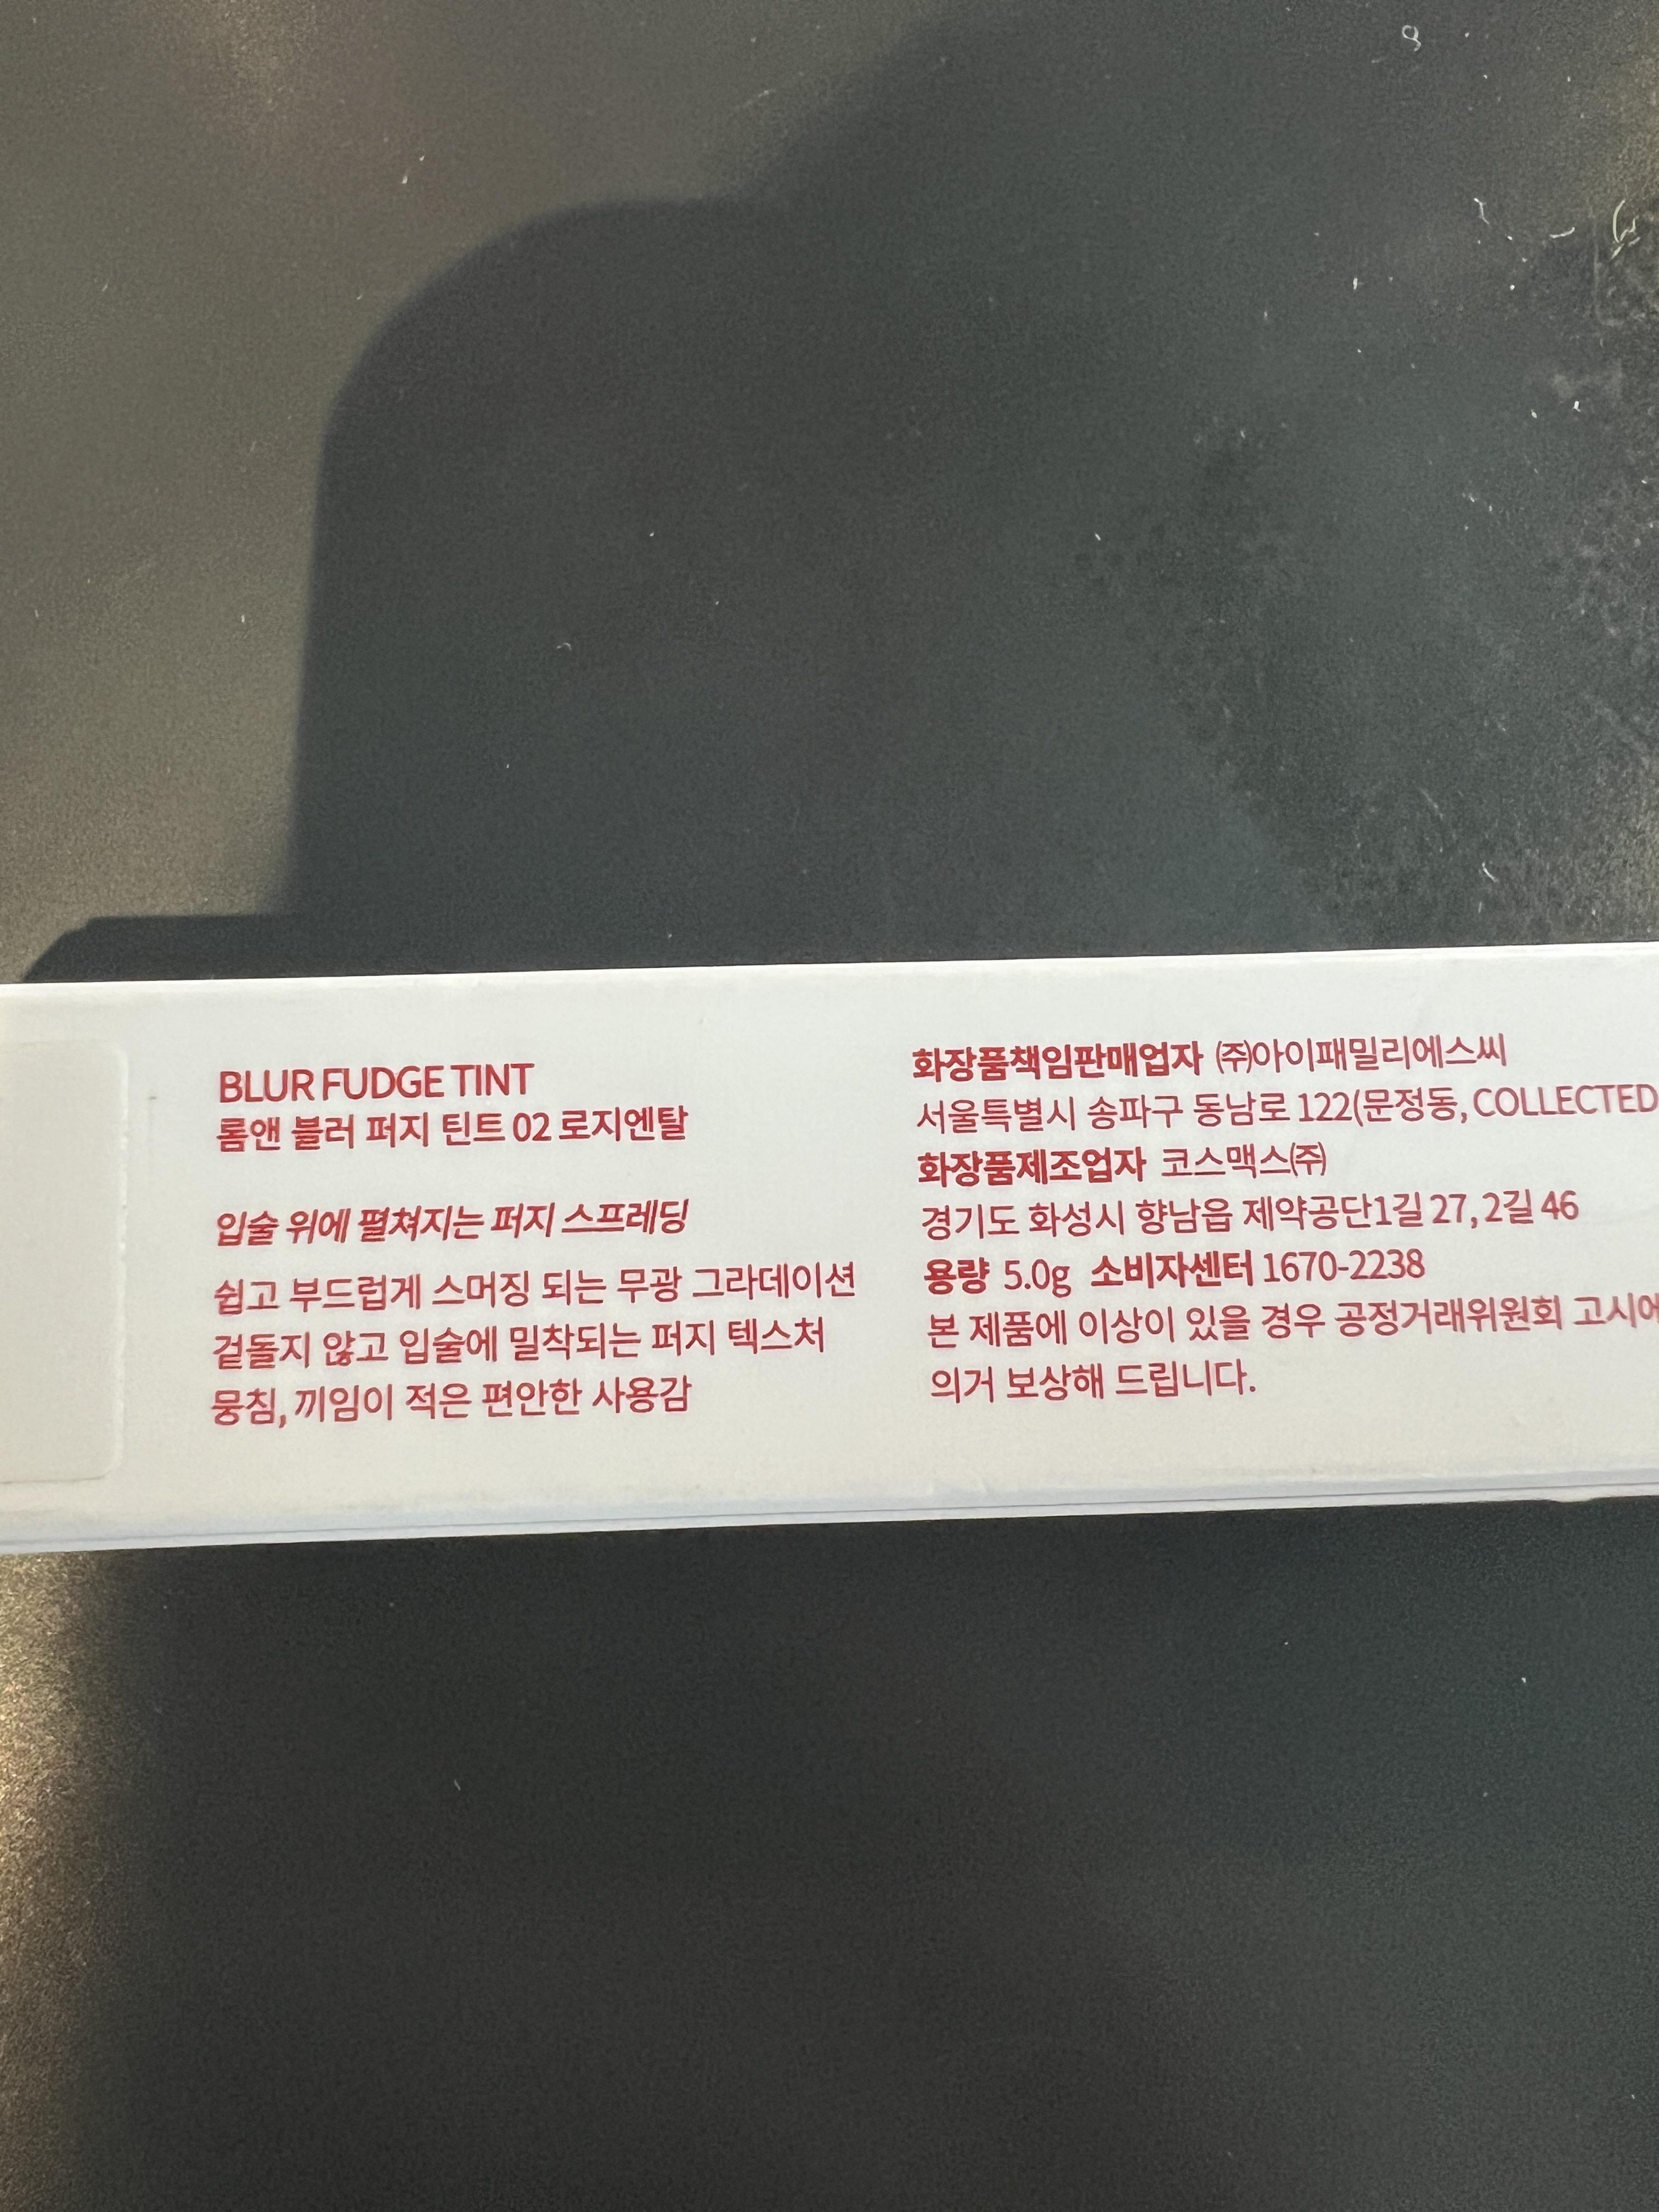 BLUR FUDGE TINT
롬앤 블러 퍼지 틴트 02 로지엔탈
입술 위에 펼쳐지는 퍼지 스프레딩
쉽고 부드럽게 스머징 되는 무광 그라데이션
겉돌지 않고 입술에 밀착되는 퍼지 텍스처
뭉침, 끼임이 적은 편안한 사용감
화장품책임판매업자 ㈜아이패밀리에스씨
서울특별시 송파구 동남로 122(문정동, COLLECTED
화장품제조업자 코스맥스㈜
경기도 화성시 향남읍 제약공단1길 27, 2길 46
용량 5.0g 소비자센터 1670-2238
본 제품에 이상이 있을 경우 공정거래위원회 고시에
의거 보상해 드립니다.